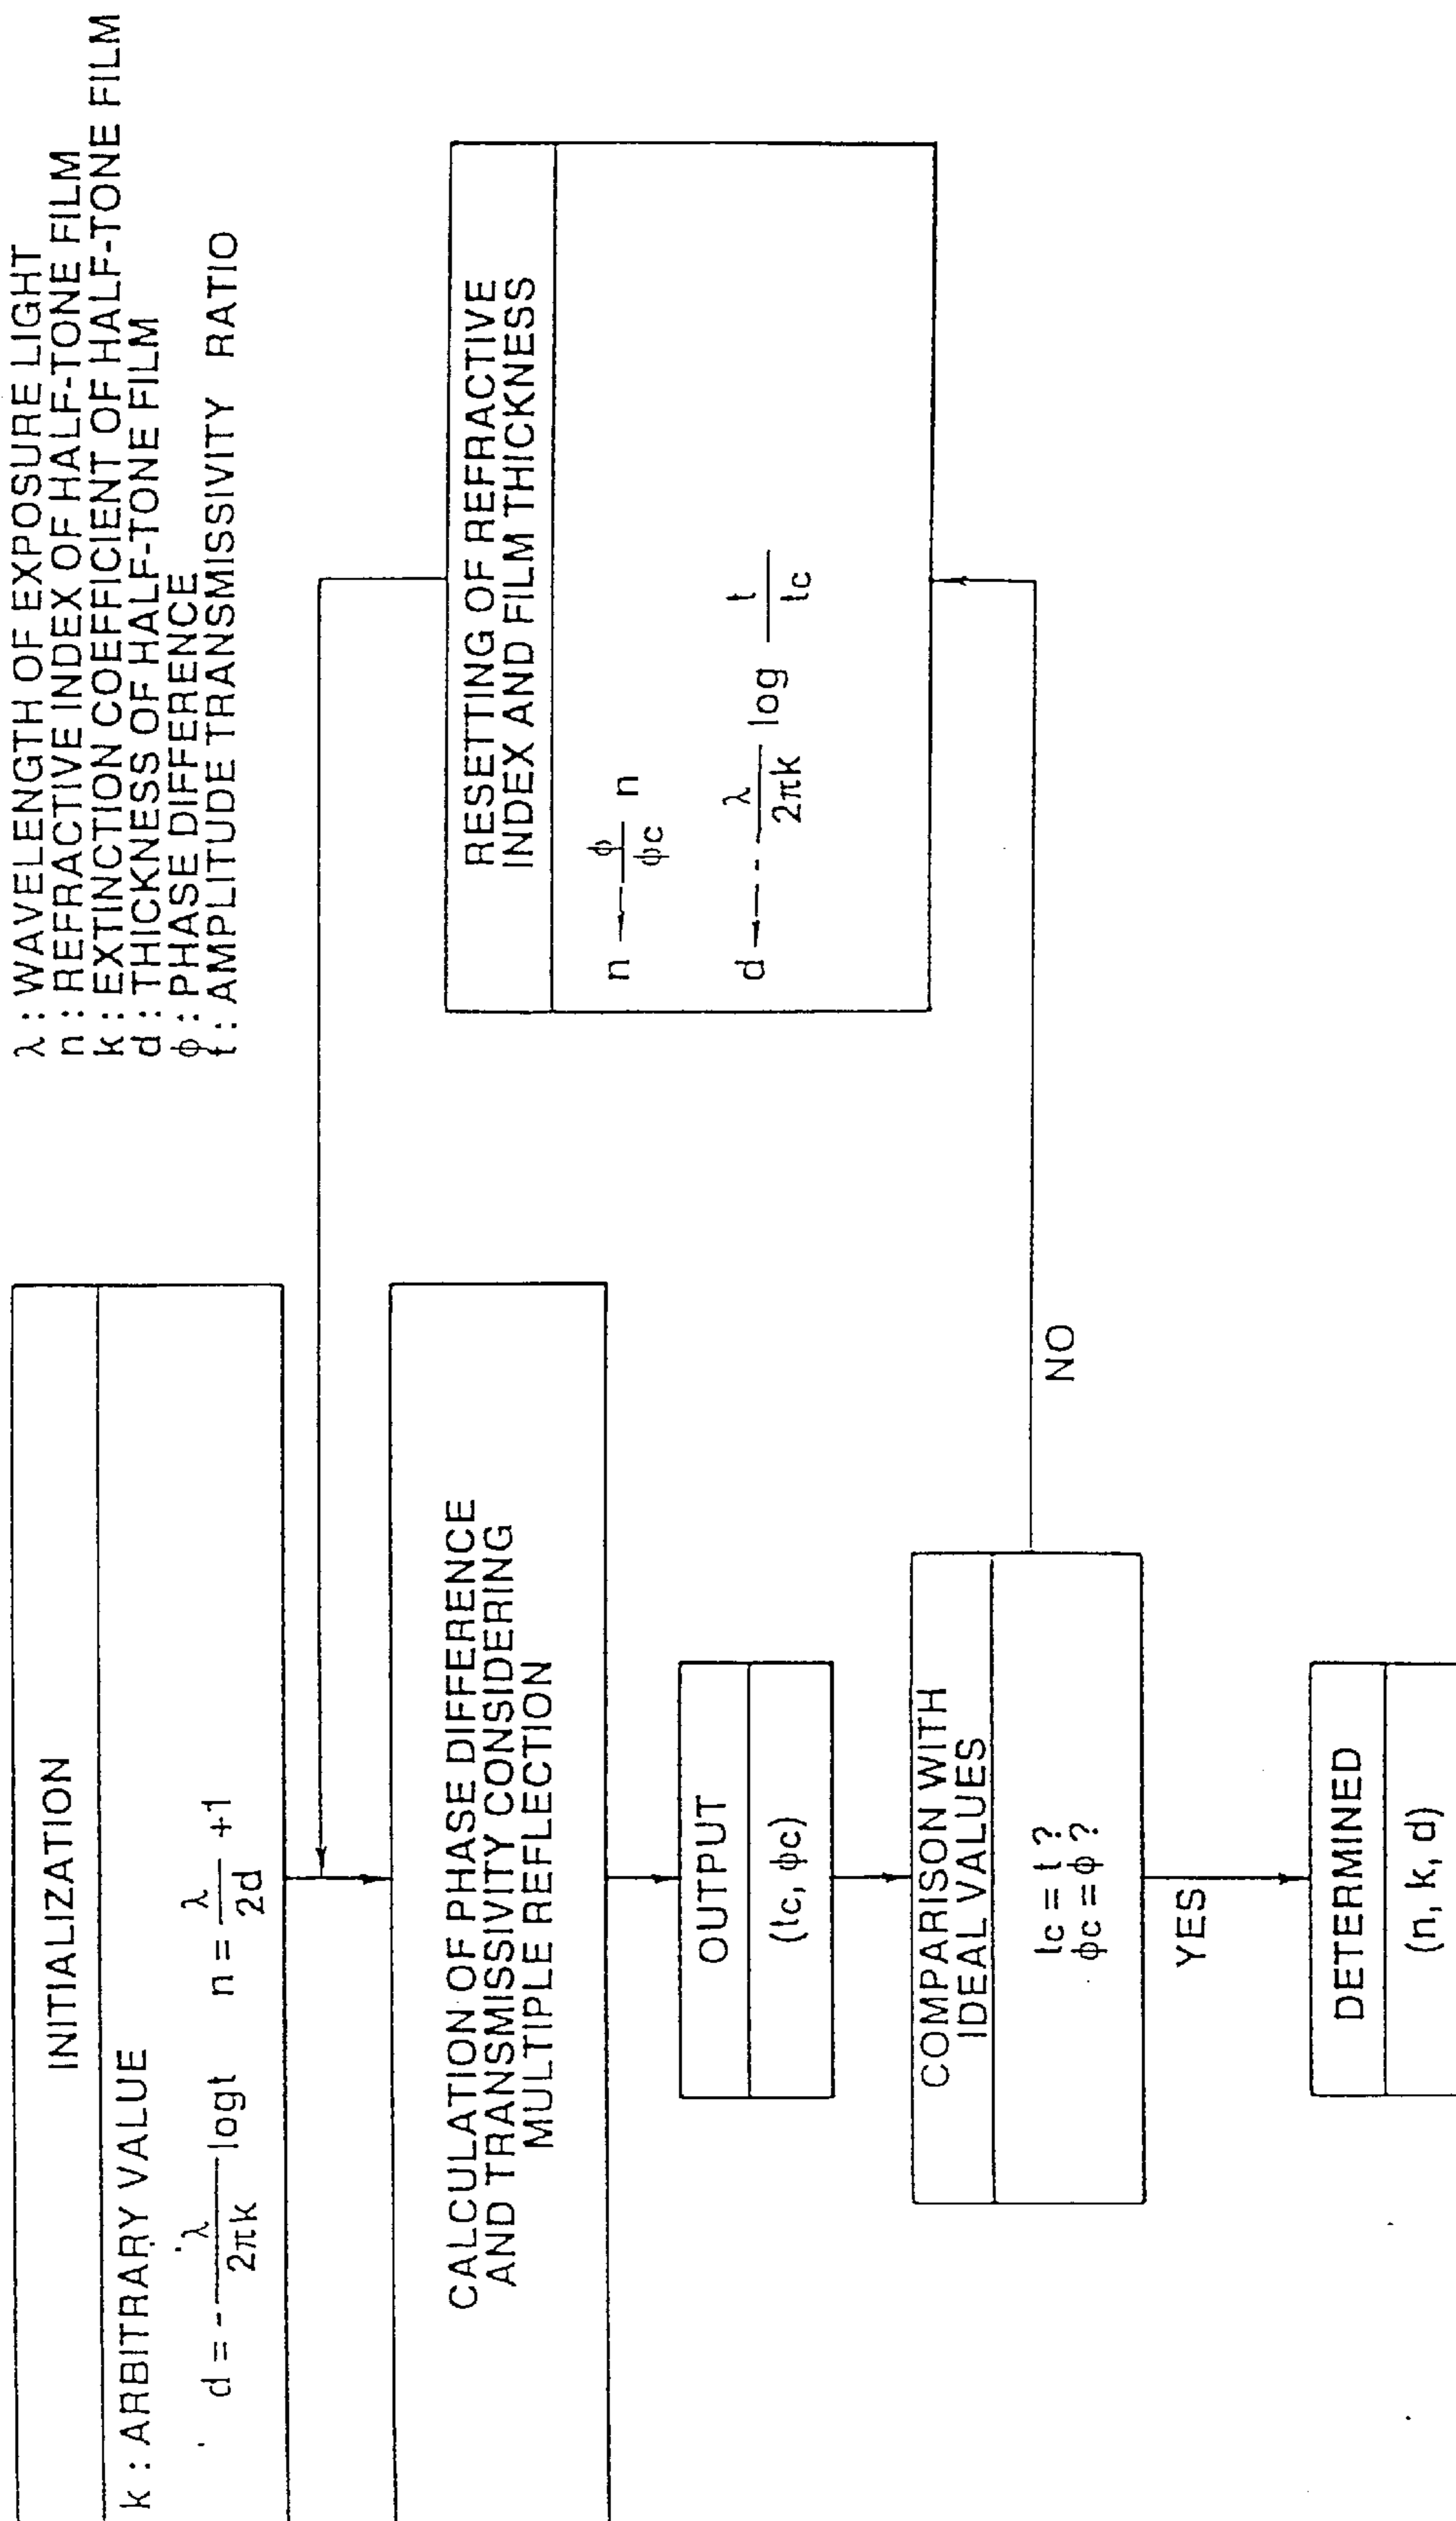 λ : WAVELENGTH OF EXPOSURE LIGHT
n : REFRACTIVE INDEX OF HALF-TONE FILM
k : EXTINCTION COEFFICIENT OF HALF-TONE FILM
d : THICKNESS OF HALF-TONE FILM
ϕ : PHASE DIFFERENCE
t : AMPLITUDE TRANSMISSIVITY RATIO
INITIALIZATION
k : ARBITRARY VALUE
d = - λ/2πk logt n = λ/2d +1
CALCULATION OF PHASE DIFFERENCE
AND TRANSMISSIVITY CONSIDERING
MULTIPLE REFLECTION
OUTPUT
(tc, ϕc)
COMPARISON WITH
IDEAL VALUES
tc = t ?
ϕc = ϕ ?
YES
NO
DETERMINED
(n, k, d)
RESETTING OF REFRACTIVE
INDEX AND FILM THICKNESS
n ← ϕ/ϕc n
d ← - λ/2πk log t/tc